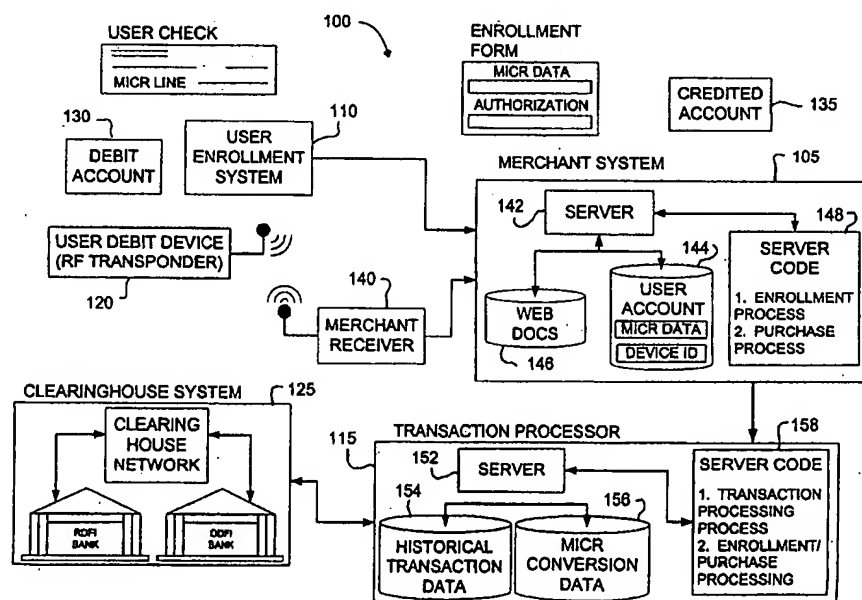 USER CHECK
MICR LINE
100
ENROLLMENT
FORM
MICR DATA
AUTHORIZATION
CREDITED
ACCOUNT
135
130
DEBIT
ACCOUNT
110
USER
ENROLLMENT
SYSTEM
MERCHANT SYSTEM
105
142
SERVER
148
SERVER
CODE
1. ENROLLMENT
PROCESS
2. PURCHASE
PROCESS
USER DEBIT DEVICE
(RF TRANSPONDER)
120
144
USER
ACCOUNT
MICR DATA
DEVICE ID
WEB
DOCS
146
140
MERCHANT
RECEIVER
CLEARINGHOUSE SYSTEM
125
CLEARING
HOUSE
NETWORK
RDFI
BANK
ODFI
BANK
TRANSACTION PROCESSOR
115
152
SERVER
158
SERVER CODE
1. TRANSACTION
PROCESSING
PROCESS
2. ENROLLMENT/
PURCHASE
PROCESSING
154
HISTORICAL
TRANSACTION
DATA
156
MICR
CONVERSION
DATA